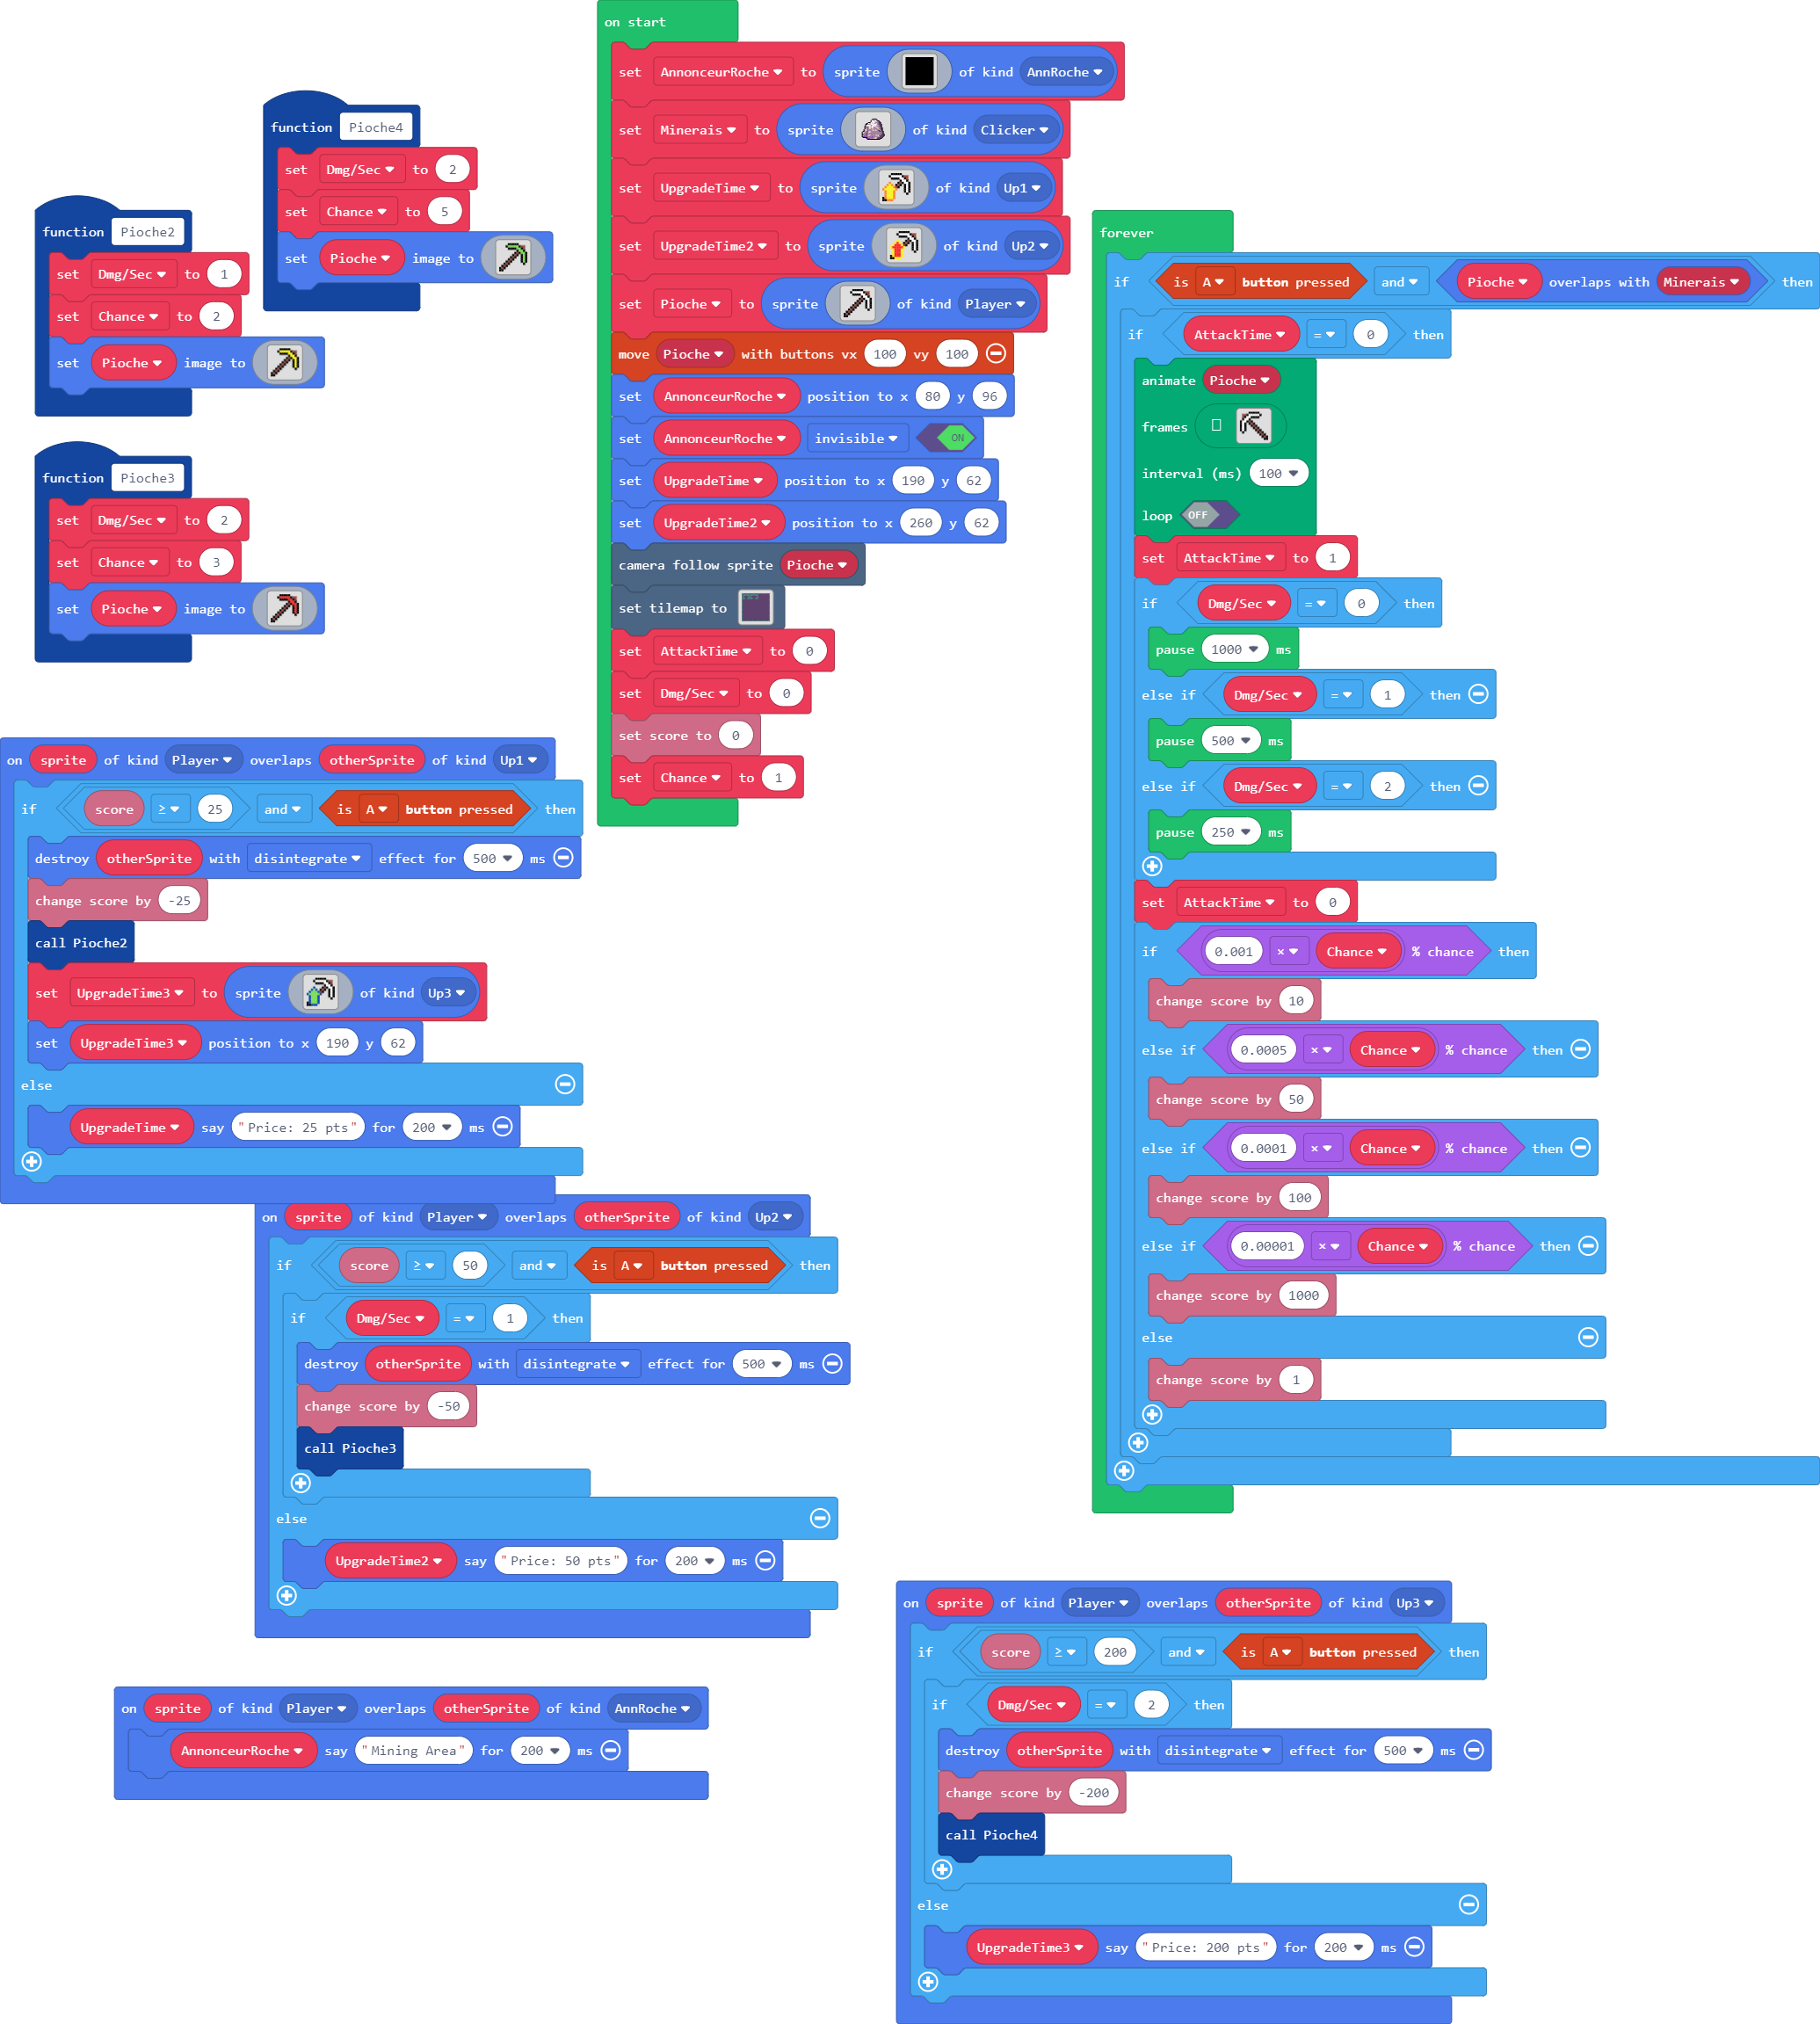 on start
set AnnonceurRoche to sprite of kind AnnRoche
set Minerais to sprite of kind Clicker
set UpgradeTime to sprite of kind Up1
set UpgradeTime2 to sprite of kind Up2
set Pioche to sprite of kind Player
move Pioche with buttons vx 100 vy 100
set AnnonceurRoche position to x 80 y 96
set AnnonceurRoche invisible ON
set UpgradeTime position to x 190 y 62
set UpgradeTime2 position to x 260 y 62
camera follow sprite Pioche
set tilemap to
set AttackTime to 0
set Dmg/Sec to 0
set score to 0
set Chance to 1
function Pioche4
set Dmg/Sec to 2
set Chance to 5
set Pioche image to
function Pioche2
set Dmg/Sec to 1
set Chance to 2
set Pioche image to
function Pioche3
set Dmg/Sec to 2
set Chance to 3
set Pioche image to
forever
if is A button pressed and Pioche overlaps with Minerais then
if AttackTime = 0 then
animate Pioche
frames
interval (ms) 100
loop OFF
set AttackTime to 1
if Dmg/Sec = 0 then
pause 1000 ms
else if Dmg/Sec = 1 then
pause 500 ms
else if Dmg/Sec = 2 then
pause 250 ms
set AttackTime to 0
if 0.001 × Chance % chance then
change score by 10
else if 0.0005 × Chance % chance then
change score by 50
else if 0.0001 × Chance % chance then
change score by 100
else if 0.00001 × Chance % chance then
change score by 1000
else
change score by 1
on sprite of kind Player overlaps otherSprite of kind Up1
if score ≥ 25 and is A button pressed then
destroy otherSprite with disintegrate effect for 500 ms
change score by -25
call Pioche2
set UpgradeTime3 to sprite of kind Up3
set UpgradeTime3 position to x 190 y 62
else
UpgradeTime say "Price: 25 pts" for 200 ms
on sprite of kind Player overlaps otherSprite of kind Up2
if score ≥ 50 and is A button pressed then
if Dmg/Sec = 1 then
destroy otherSprite with disintegrate effect for 500 ms
change score by -50
call Pioche3
else
UpgradeTime2 say "Price: 50 pts" for 200 ms
on sprite of kind Player overlaps otherSprite of kind AnnRoche
AnnonceurRoche say "Mining Area" for 200 ms
on sprite of kind Player overlaps otherSprite of kind Up3
if score ≥ 200 and is A button pressed then
if Dmg/Sec = 2 then
destroy otherSprite with disintegrate effect for 500 ms
change score by -200
call Pioche4
else
UpgradeTime3 say "Price: 200 pts" for 200 ms